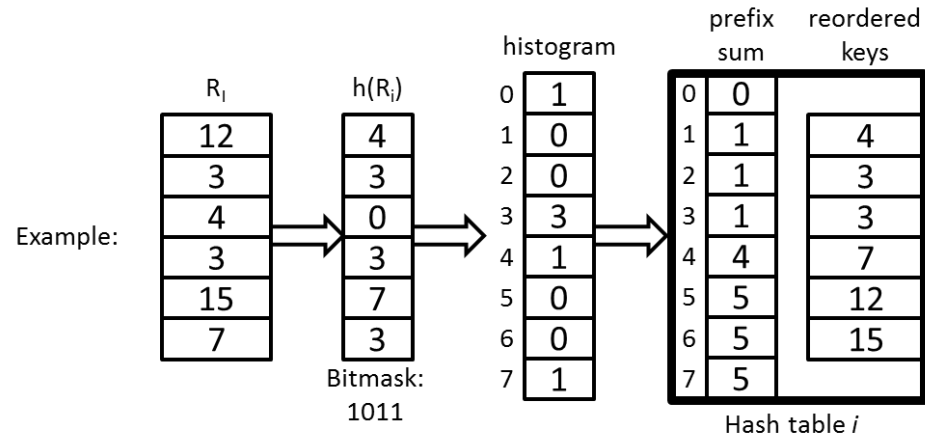 prefix reordered
histogram sum keys
R_I h(R_i)
0 1 0 0
12 4 1 0 1 1 4
3 3 2 0 2 1 3
4 0 3 3 3 1 3
Example:
3 3 4 1 4 4 7
15 7 5 0 5 5 12
7 3 6 0 6 5 15
Bitmask: 7 1 7 5
1011
Hash table i